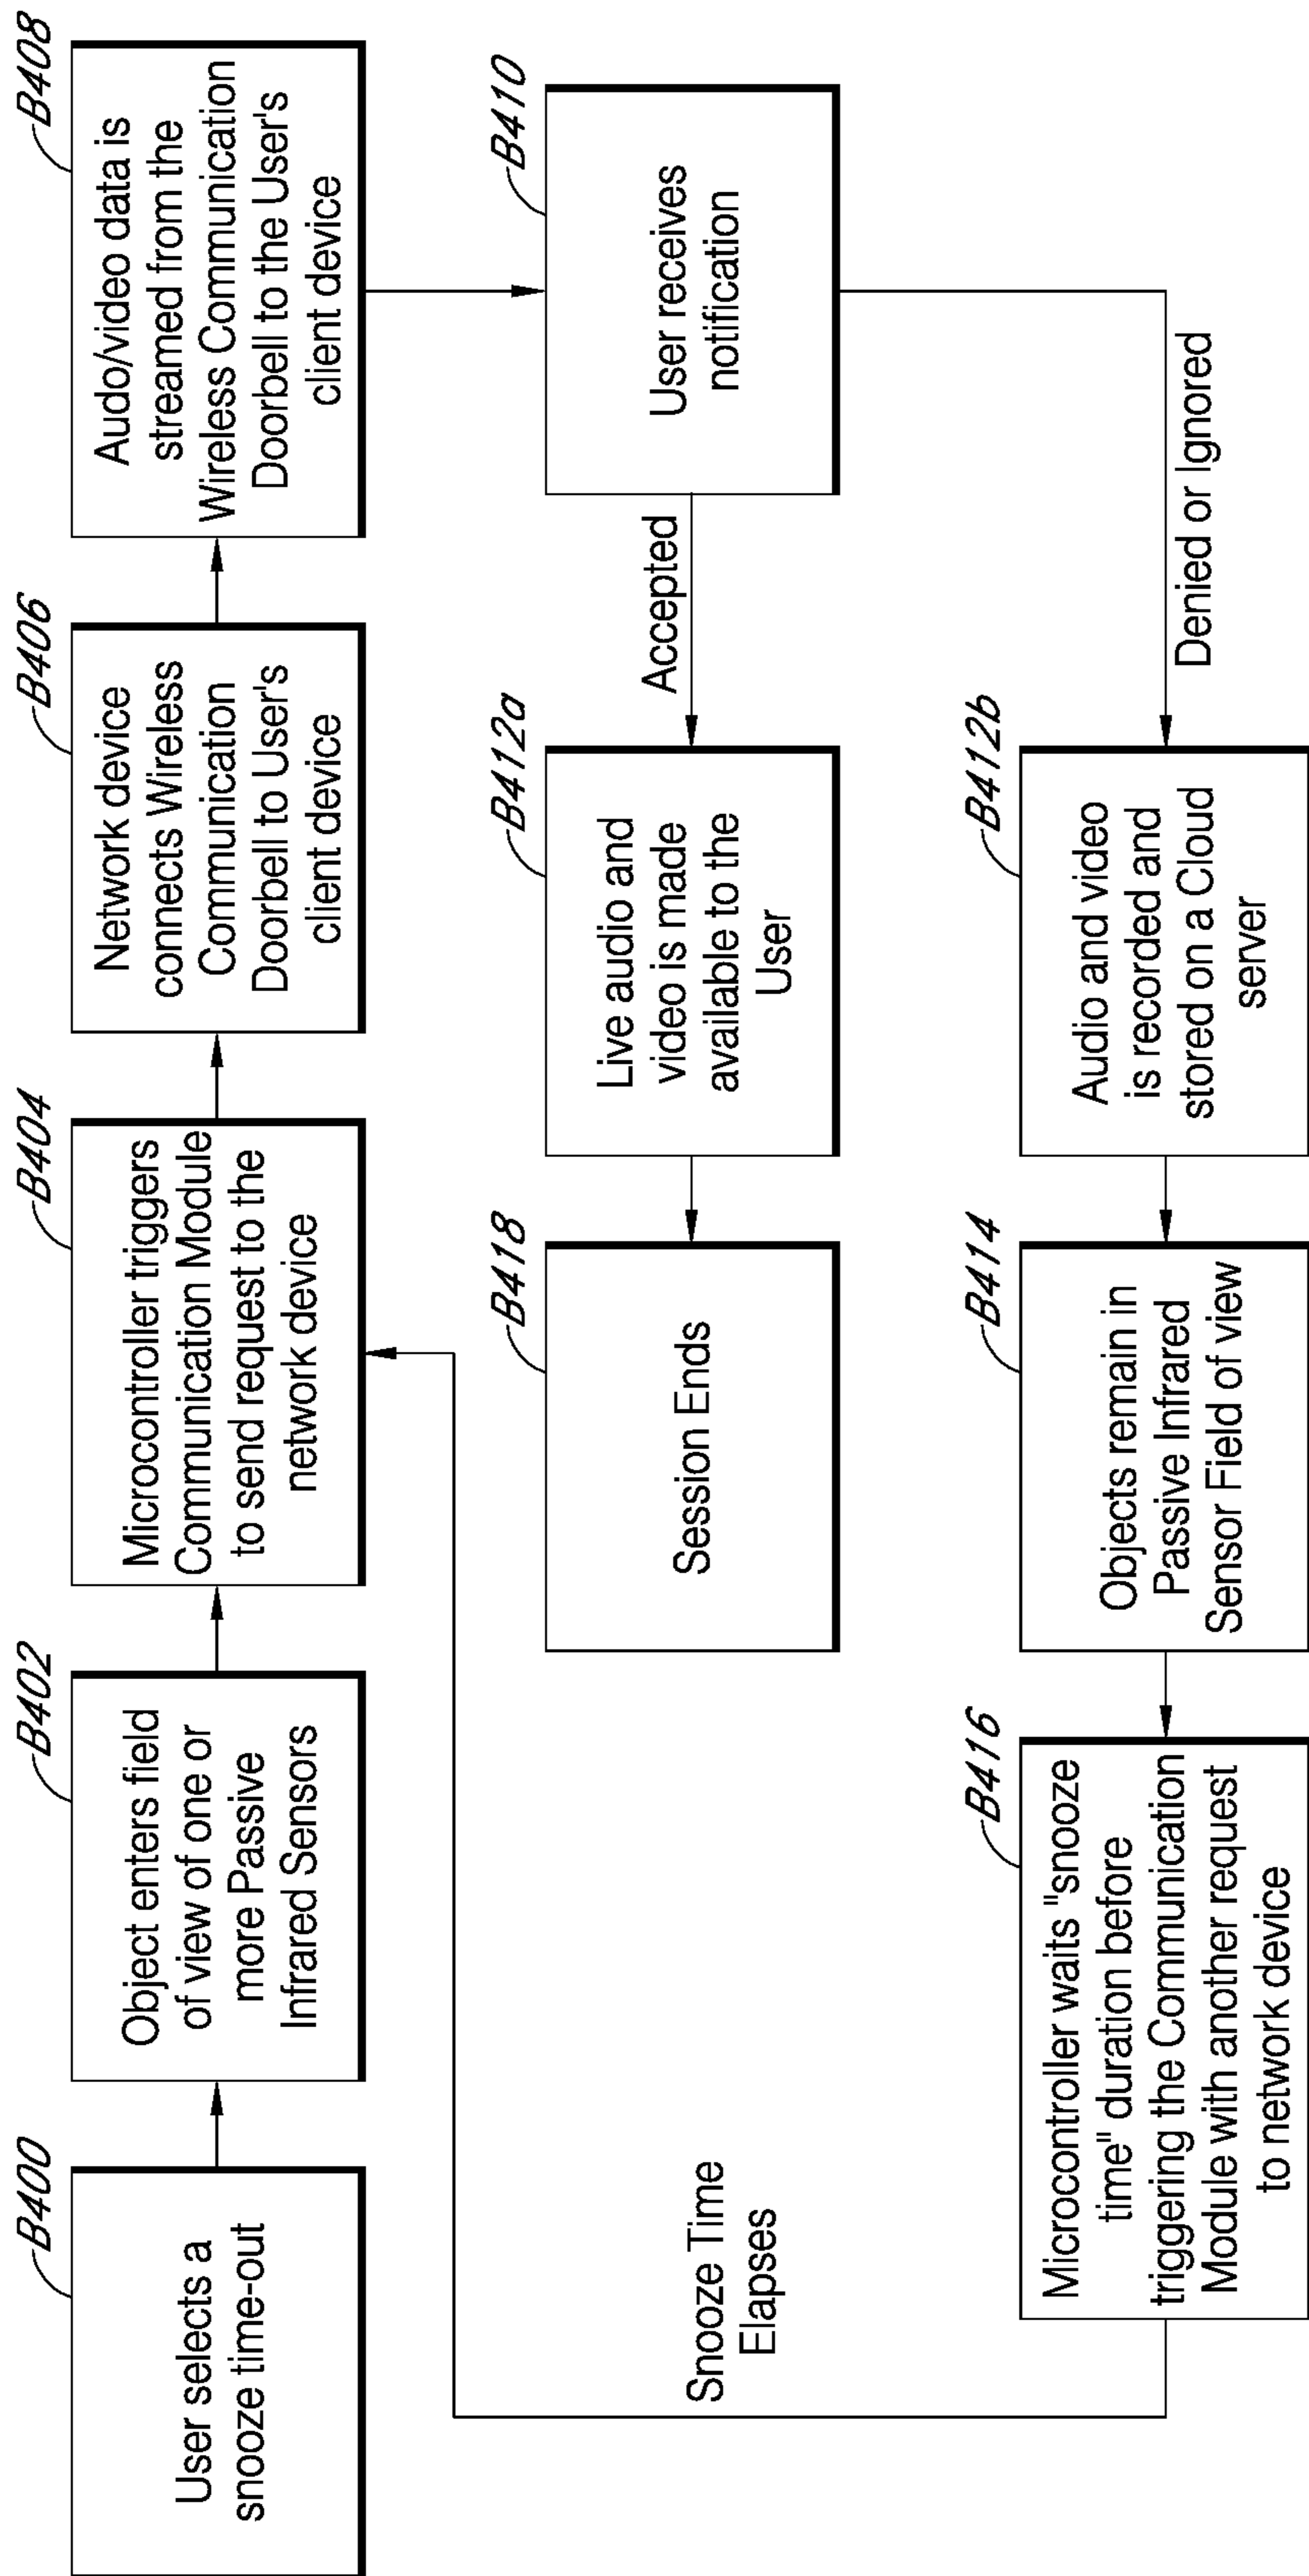 B400
User selects a
snooze time-out
B402
Object enters field
of view of one or
more Passive
Infrared Sensors
B404
Microcontroller triggers
Communication Module
to send request to the
network device
B406
Network device
connects Wireless
Communication
Doorbell to User's
client device
B408
Audo/video data is
streamed from the
Wireless Communication
Doorbell to the User's
client device
B410
User receives
notification
Accepted
B412a
Live audio and
video is made
available to the
User
B418
Session Ends
Denied or Ignored
B412b
Audio and video
is recorded and
stored on a Cloud
server
B414
Objects remain in
Passive Infrared
Sensor Field of view
B416
Microcontroller waits "snooze
time" duration before
triggering the Communication
Module with another request
to network device
Snooze Time
Elapses